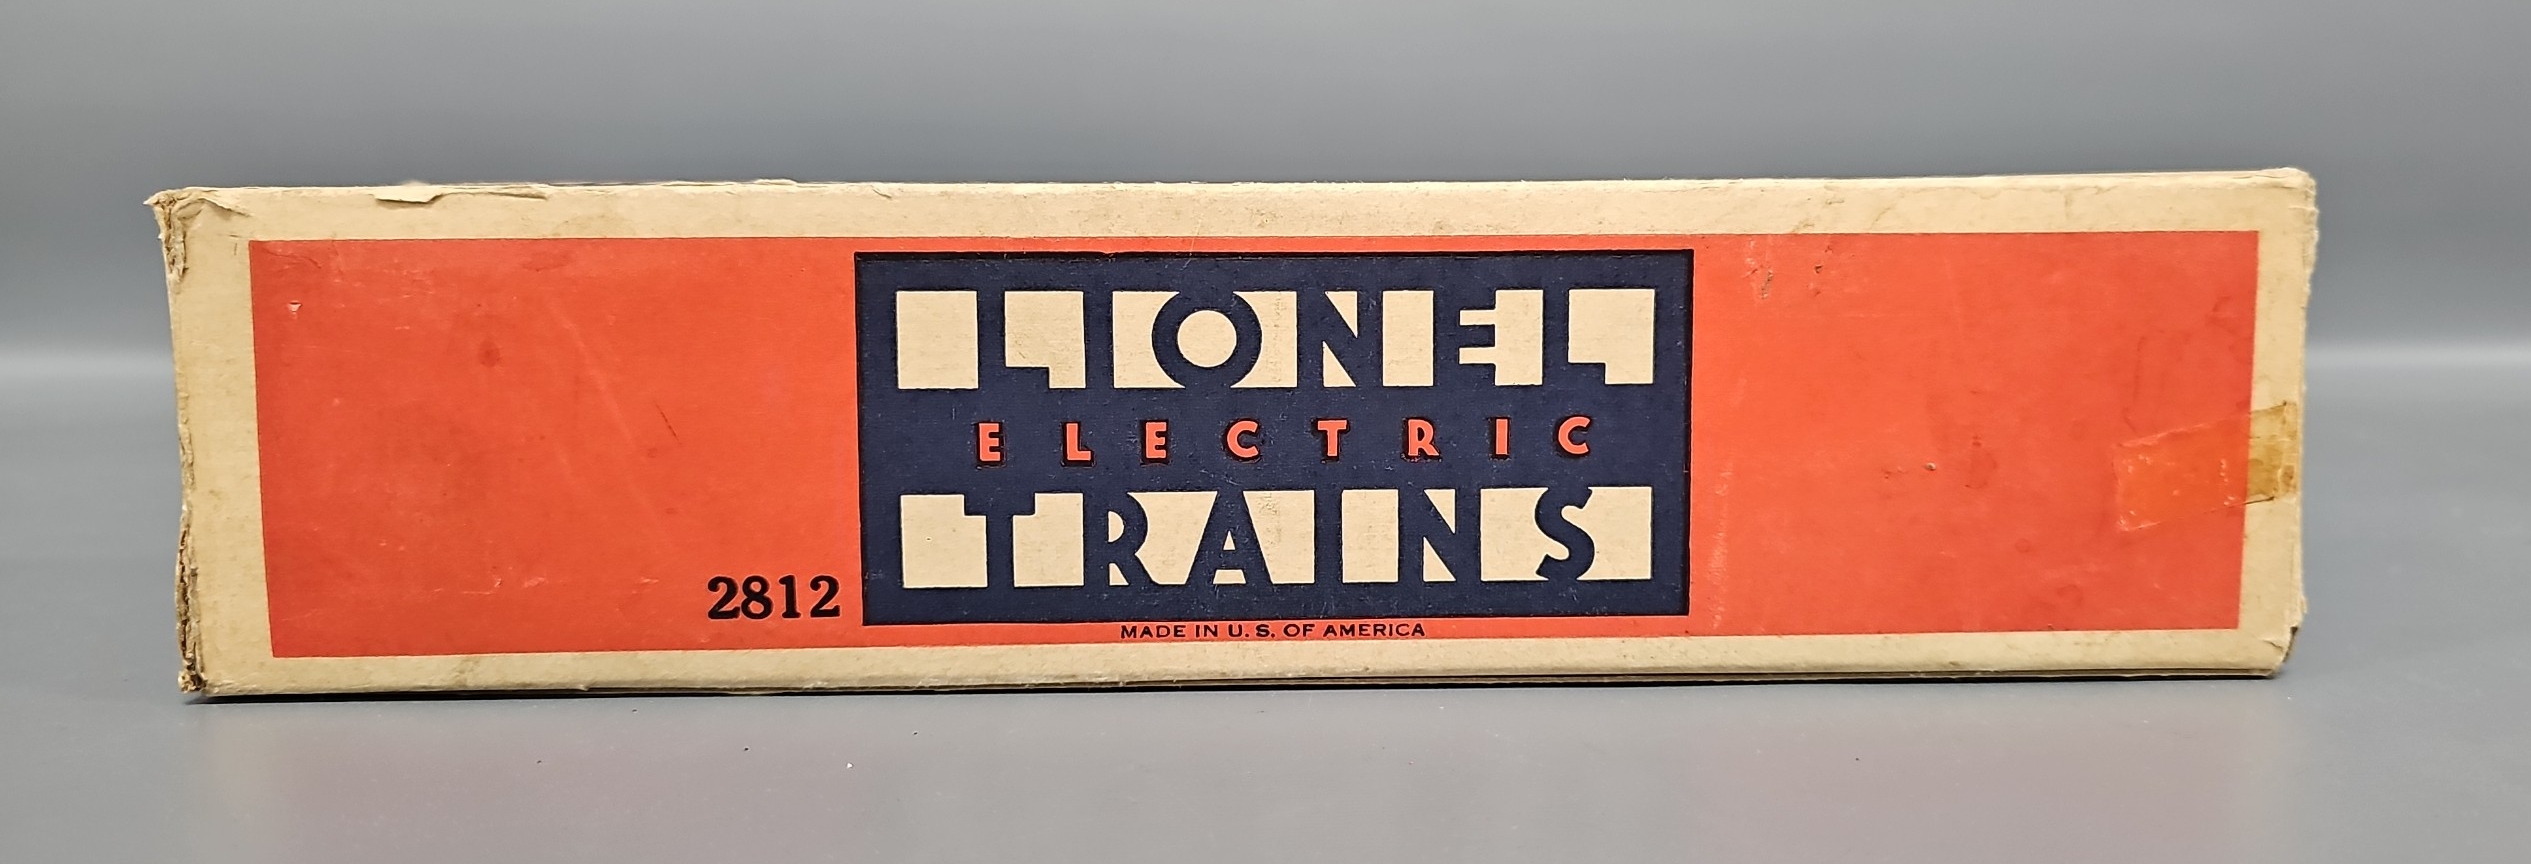 LIONEL
ELECTRIC
TRAINS
2812
MADE IN U. S. OF AMERICA